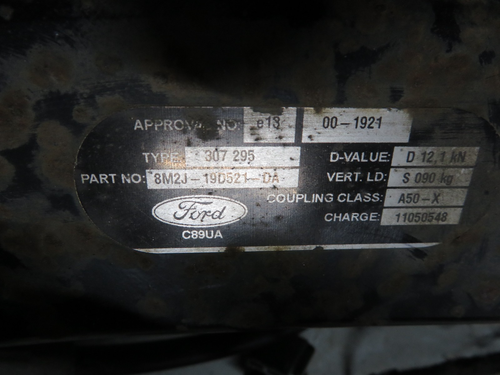 APPROVAL NO: e13 00-1921
TYPE: 307 295 D-VALUE: D 12,1 kN
PART NO: 8M2J-19D521-DA VERT. LD: S 090 kg
COUPLING CLASS: A50-X
Ford CHARGE: 11050548
C89UA